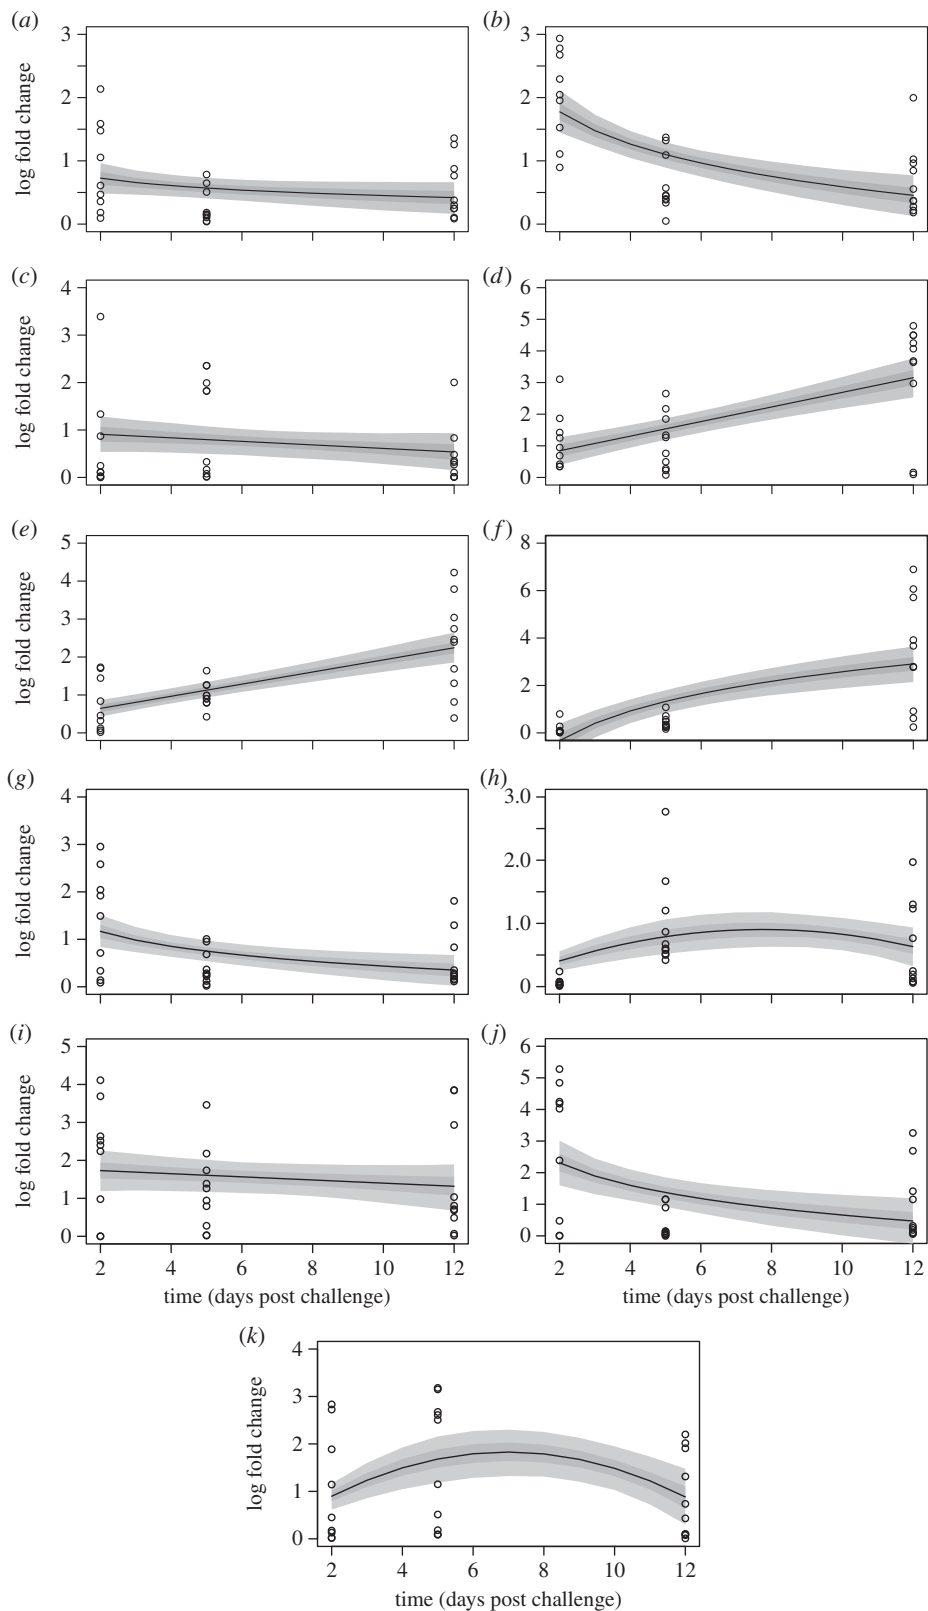 (a) (b)
3 3
2 2
1 1
0 0
log fold change
(c) (d)
4 6
3 5
2 4
1 3
0 2
1
0
log fold change
(e) (f)
5 8
4 6
3 4
2 2
1 0
0
log fold change
(g) (h)
4 3.0
3 2.0
2 1.0
1 0
0
log fold change
(i) (j)
5 6
4 5
3 4
2 3
1 2
0 1
0
log fold change
2 4 6 8 10 12 2 4 6 8 10 12
time (days post challenge) time (days post challenge)
(k)
4
3
2
1
0
log fold change
2 4 6 8 10 12
time (days post challenge)